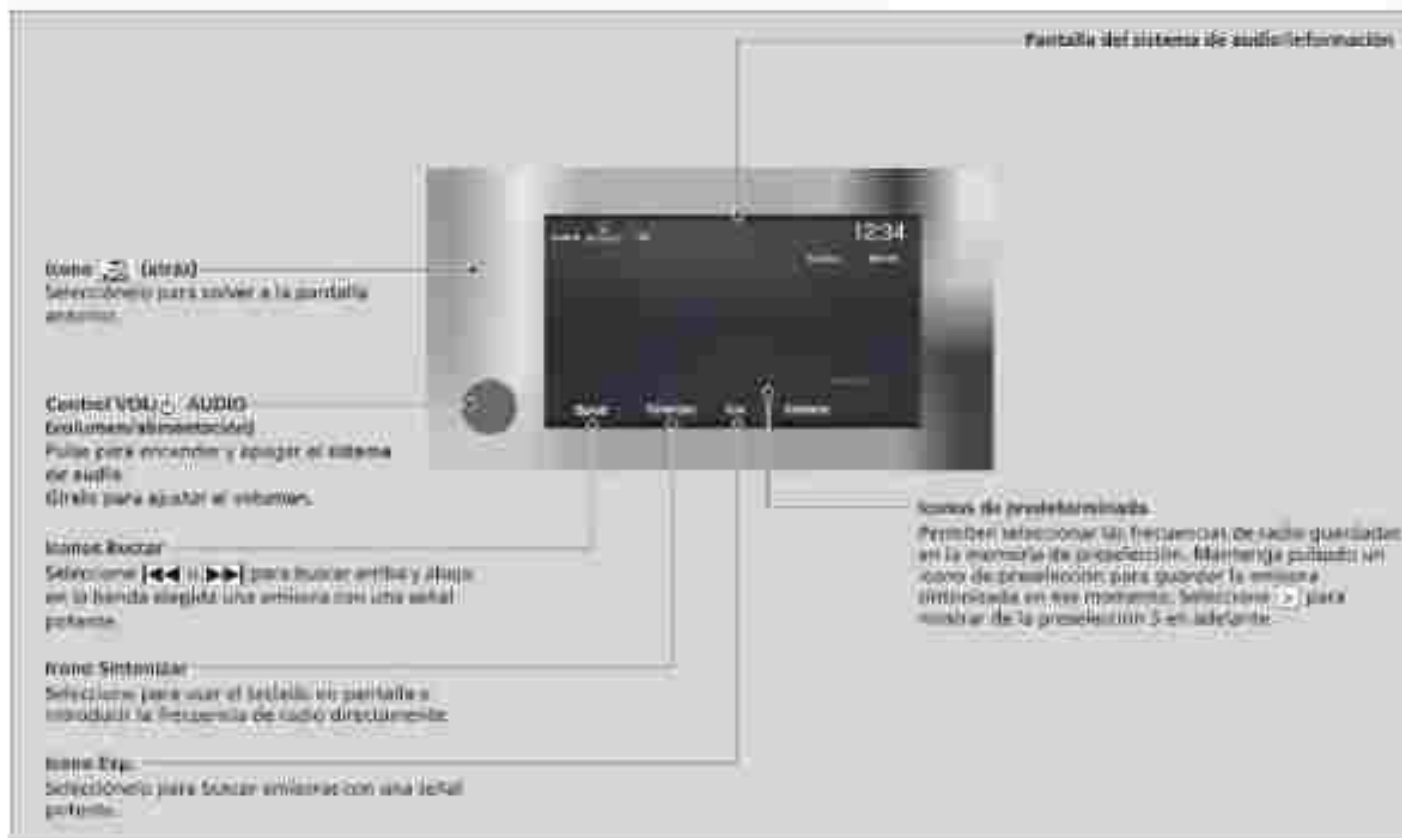 Pantalla del sistema de audio/información
12:34
Icono (atrás)
Selecciónelo para volver a la pantalla
anterior.
Control VOL/ AUDIO
(volumen/alimentación)
Pulse para encender y apagar el sistema
de audio.
Gírelo para ajustar el volumen.
Iconos Buscar
Seleccione |◀◀ o ▶▶| para buscar arriba y abajo
en la banda elegida una emisora con una señal
potente.
Icono Sintonizar
Seleccione para usar el teclado en pantalla e
introducir la frecuencia de radio directamente.
Icono Exp.
Selecciónelo para buscar emisoras con una señal
potente.
Iconos de predeterminada
Permiten seleccionar las frecuencias de radio guardadas
en la memoria de preselección. Mantenga pulsado un
icono de preselección para guardar la emisora
sintonizada en ese momento. Seleccione > para
mostrar de la preselección 5 en adelante.